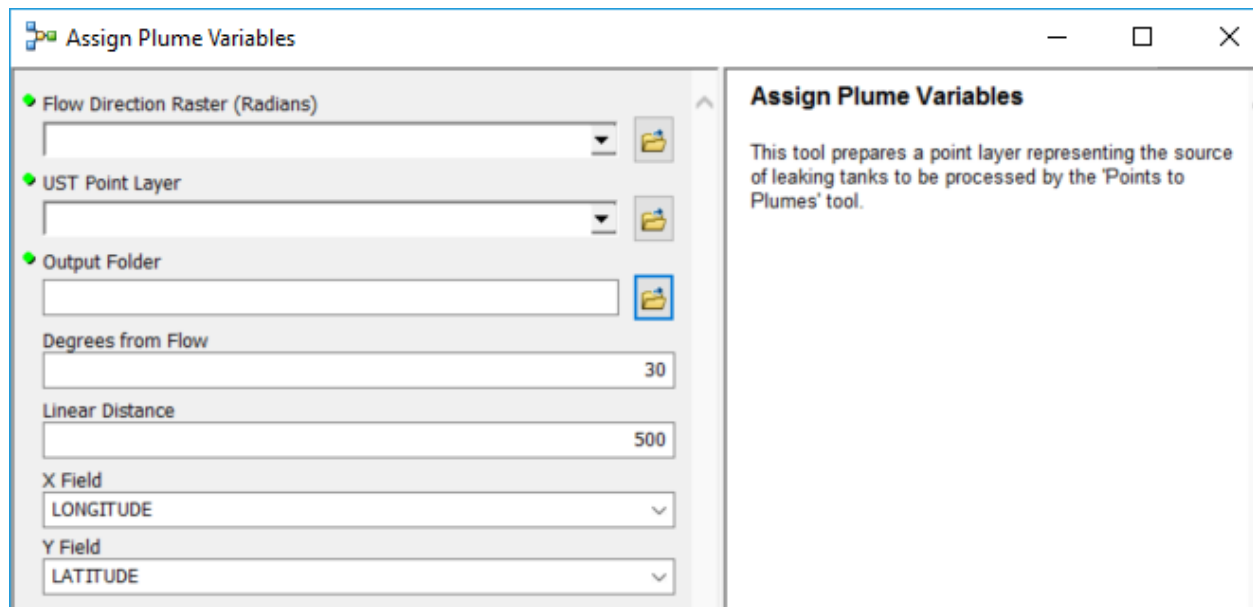 Assign Plume Variables
Flow Direction Raster (Radians)
UST Point Layer
Output Folder
Degrees from Flow
30
Linear Distance
500
X Field
LONGITUDE
Y Field
LATITUDE
Assign Plume Variables
This tool prepares a point layer representing the source
of leaking tanks to be processed by the 'Points to
Plumes' tool.